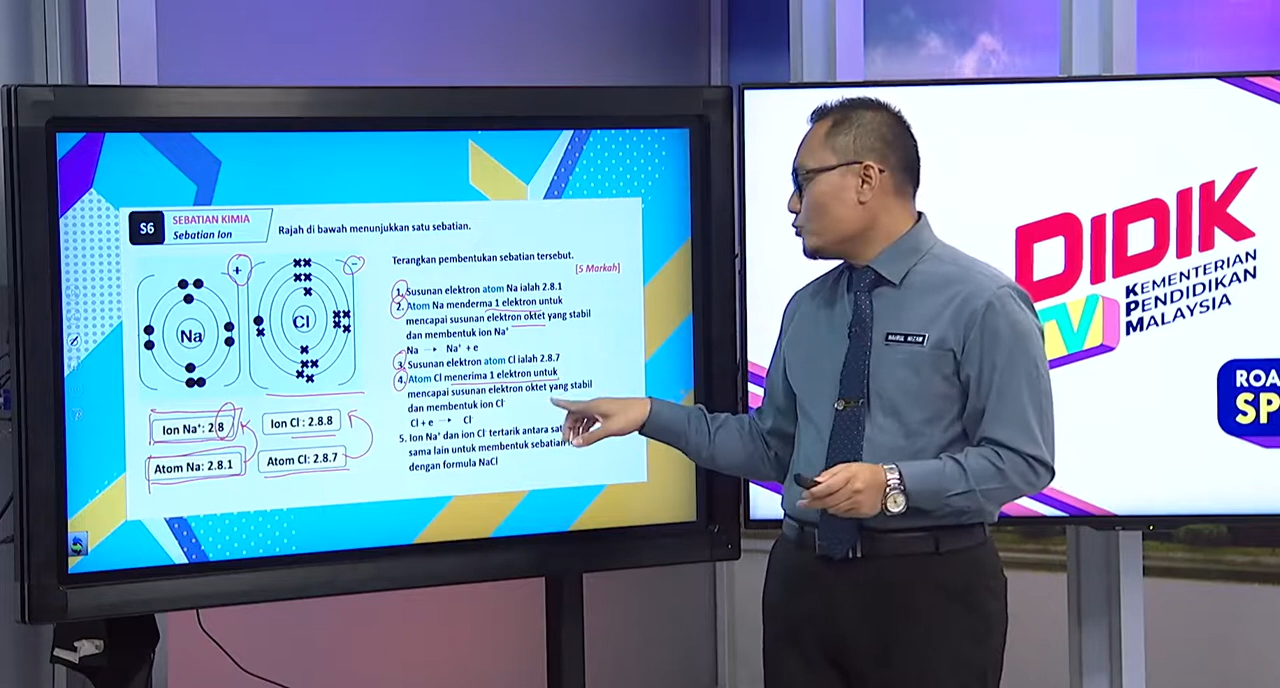 S6
SEBATIAN KIMIA
Sebatian Ion
Rajah di bawah menunjukkan satu sebatian.
Terangkan pembentukan sebatian tersebut.
[5 Markah]
+
-
Na
Cl
1. Susunan elektron atom Na ialah 2.8.1
2. Atom Na menderma 1 elektron untuk
mencapai susunan elektron oktet yang stabil
dan membentuk ion Na⁺
Na → Na⁺ + e
3. Susunan elektron atom Cl ialah 2.8.7
4. Atom Cl menerima 1 elektron untuk
mencapai susunan elektron oktet yang stabil
dan membentuk ion Cl⁻
Cl + e → Cl⁻
5. Ion Na⁺ dan ion Cl⁻ tertarik antara
sama lain untuk membentuk sebatian
dengan formula NaCl
Ion Na⁺: 2.8
Ion Cl⁻: 2.8.8
Atom Na: 2.8.1
Atom Cl: 2.8.7
DIDIK
TV
KEMENTERIAN
PENDIDIKAN
MALAYSIA
ROA
SP